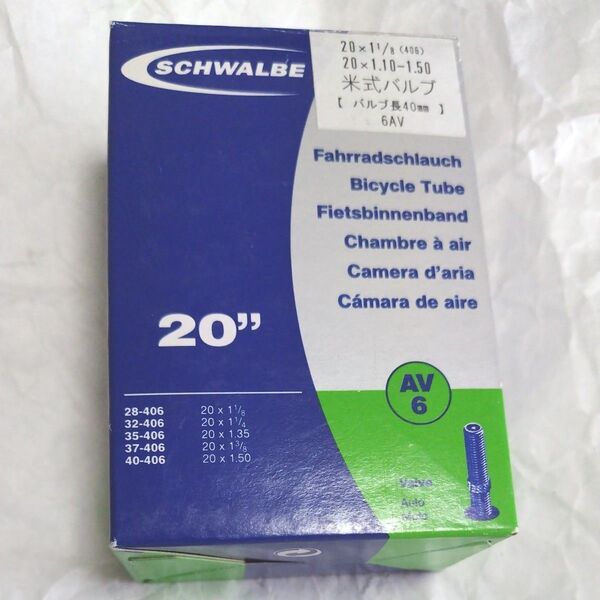 SCHWALBE
20×1 1/8 (406)
20×1.10-1.50
米式バルブ
【 バルブ長40mm 】
6AV
Fahrradschlauch
Bicycle Tube
Fietsbinnenband
Chambre à air
Camera d'aria
Cámara de aire
20”
28-406 20 x 1 1/8
32-406 20 x 1 1/4
35-406 20 x 1.35
37-406 20 x 1 3/8
40-406 20 x 1.50
AV
6
Valve
Auto
Moto